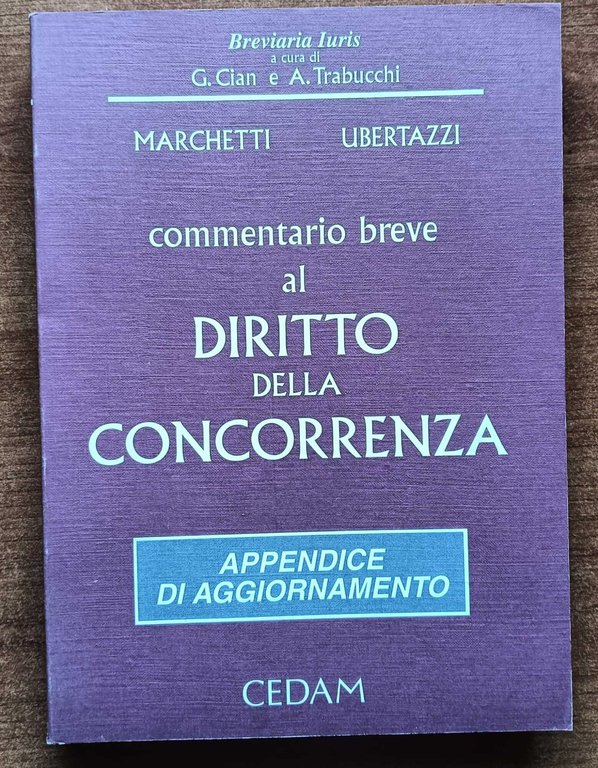 Breviaria Iuris
a cura di
G. Cian e A. Trabucchi
MARCHETTI UBERTAZZI
commentario breve
al
DIRITTO
DELLA
CONCORRENZA
APPENDICE
DI AGGIORNAMENTO
CEDAM